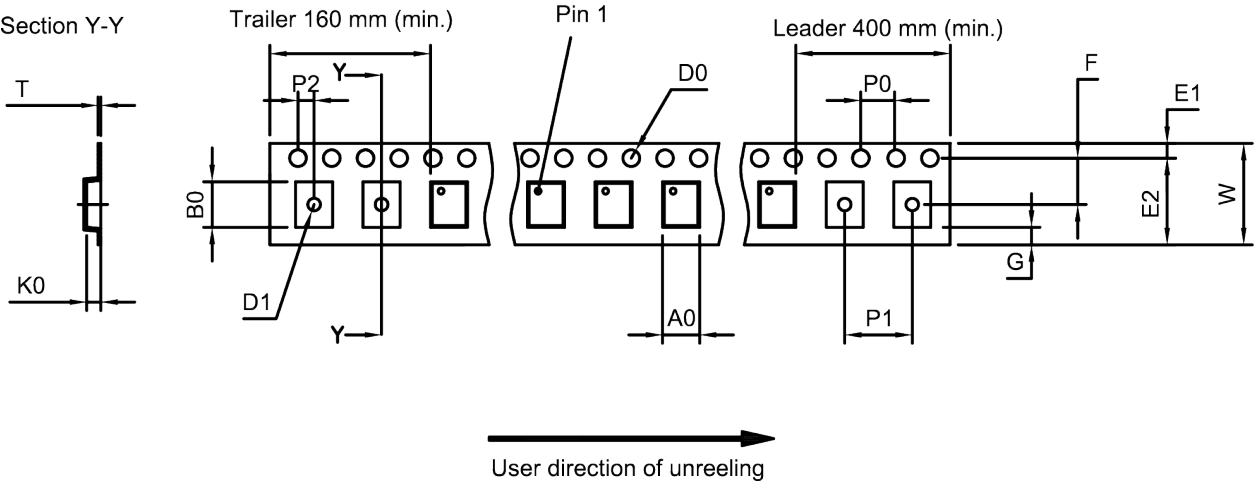 Section Y-Y
Trailer 160 mm (min.)
Pin 1
Leader 400 mm (min.)
T
P2
Y
D0
P0
F
E1
B0
E2
W
K0
D1
G
Y
A0
P1
User direction of unreeling